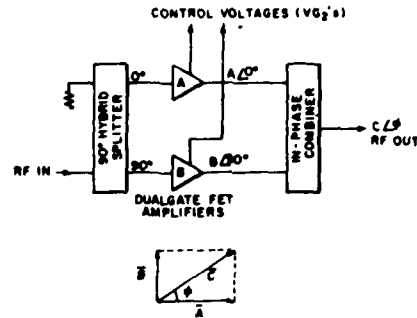 CONTROL VOLTAGES (VG2's)
0°
A
A∠0°
90° HYBRID SPLITTER
IN-PHASE COMBINER
C∠φ
RF OUT
RF IN
90°
B
B∠90°
DUALGATE FET
AMPLIFIERS
B̄
C̄
φ
Ā